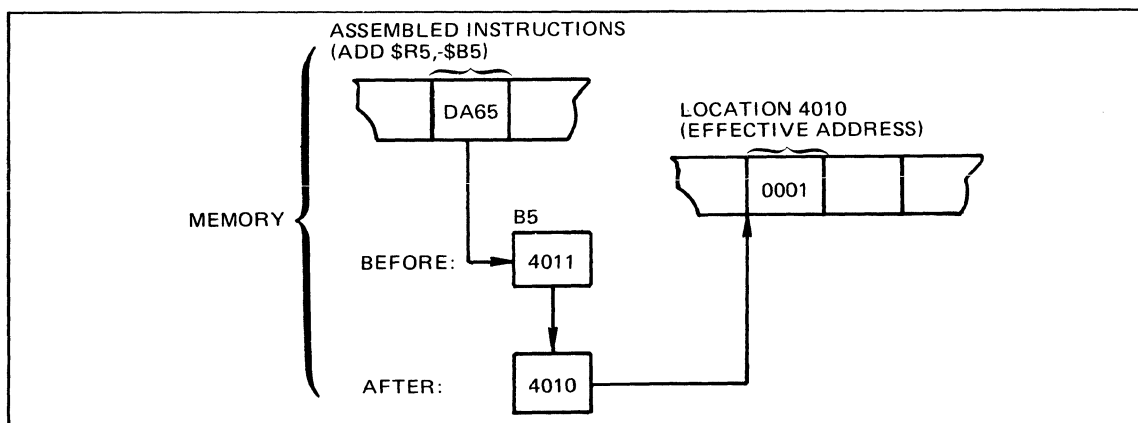 ASSEMBLED INSTRUCTIONS
(ADD $R5,-$B5)
DA65
LOCATION 4010
(EFFECTIVE ADDRESS)
0001
MEMORY
B5
BEFORE:
4011
AFTER:
4010